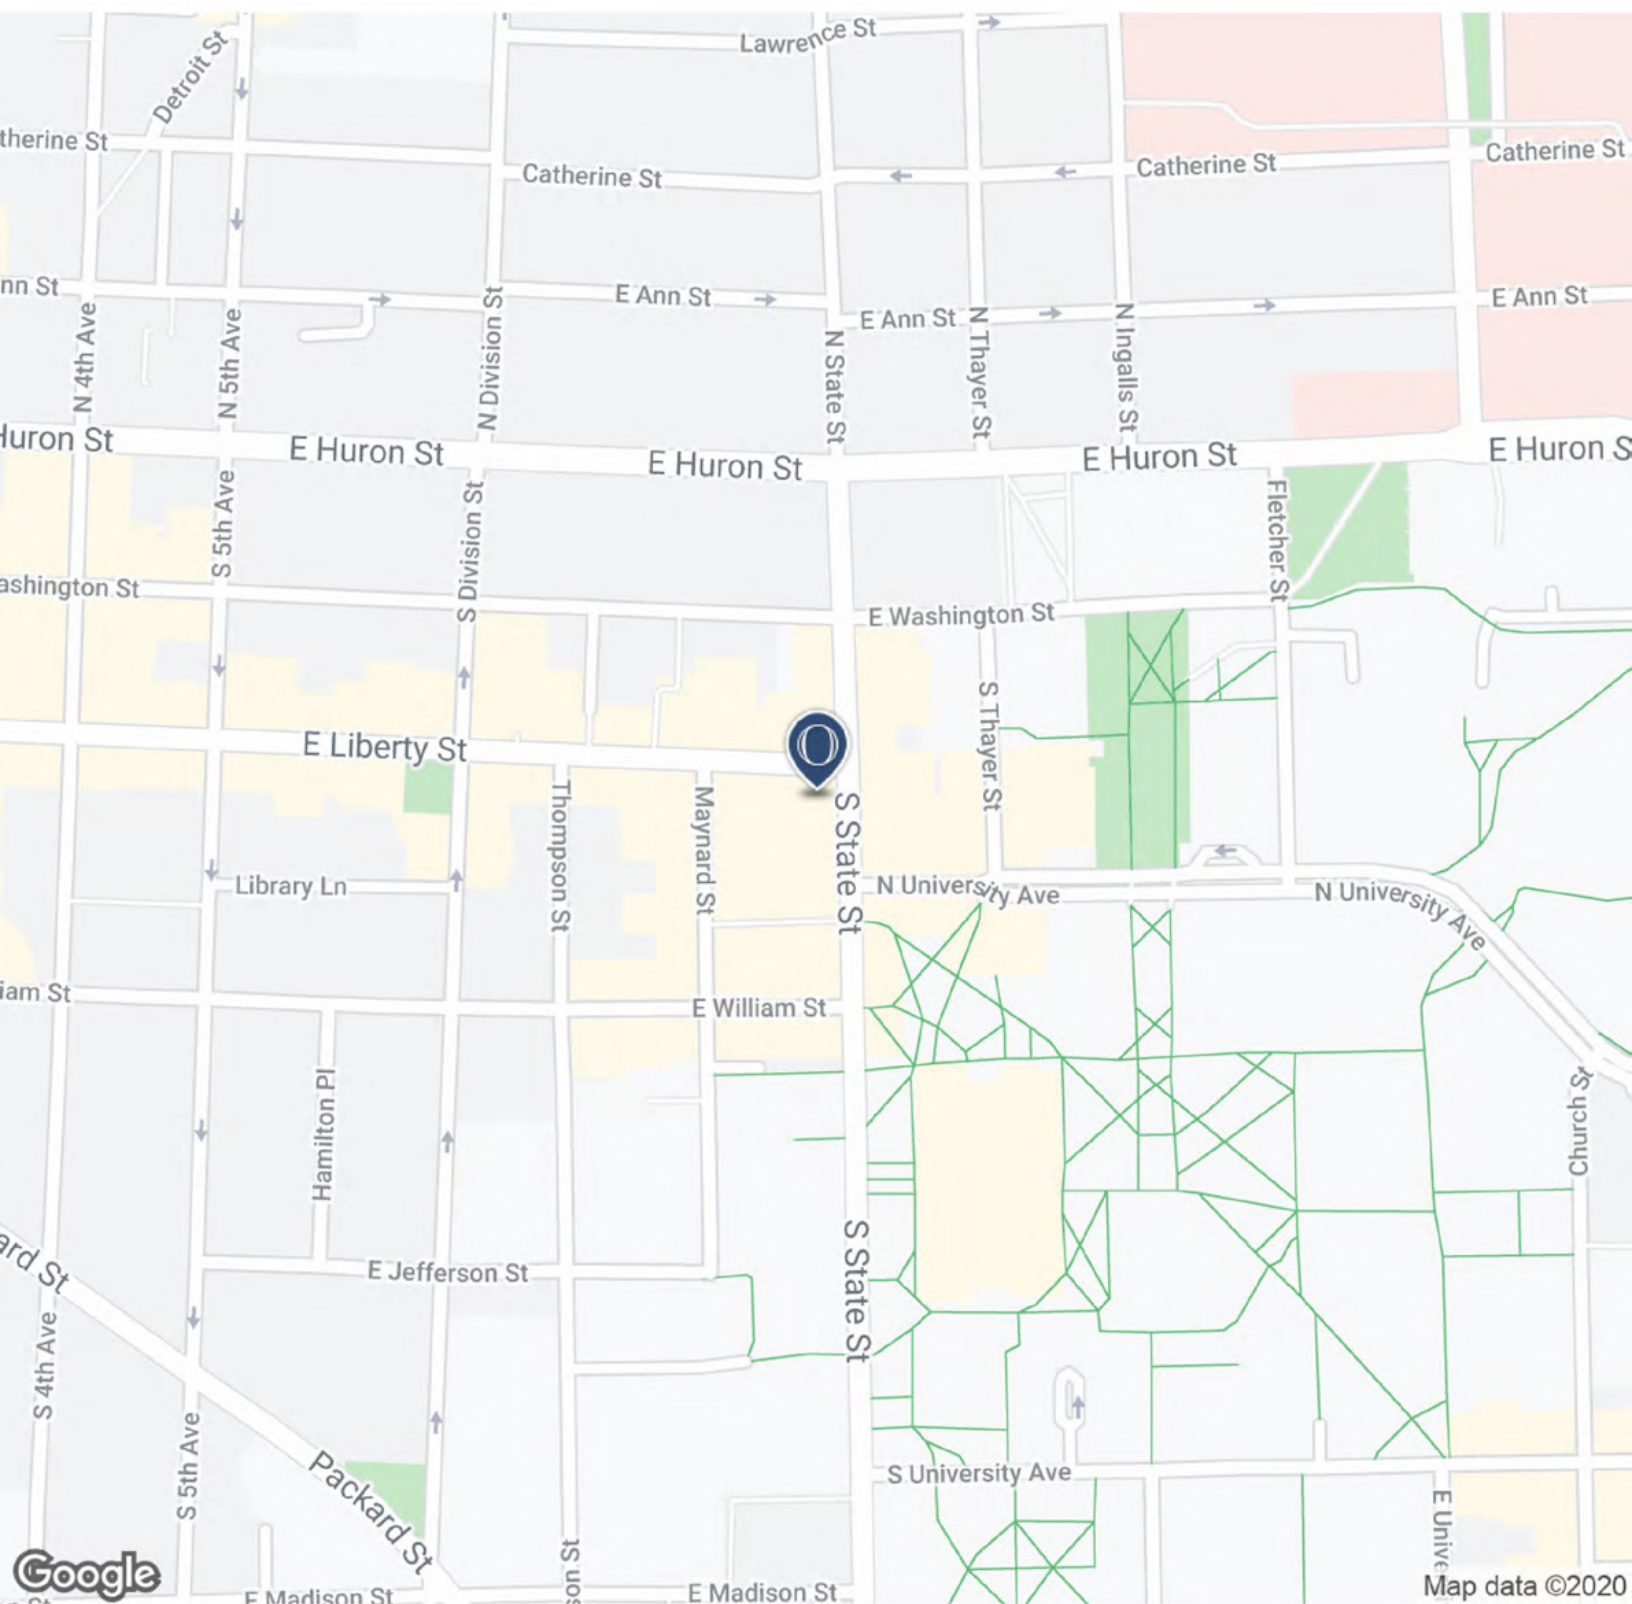 Lawrence St
Detroit St
therine St
Catherine St
Catherine St
Catherine St
nn St
E Ann St
E Ann St
E Ann St
N 4th Ave
N 5th Ave
N Division St
N State St
N Thayer St
N Ingalls St
Huron St
E Huron St
E Huron St
E Huron St
E Huron S
S 5th Ave
S Division St
Fletcher St
ashington St
E Washington St
E Liberty St
S Thayer St
Thompson St
Maynard St
S State St
Library Ln
N University Ave
N University Ave
iam St
E William St
Hamilton Pl
Church St
ard St
E Jefferson St
S State St
S 4th Ave
S 5th Ave
Packard St
S University Ave
E Unive
son St
Google
E Madison St
E Madison St
Map data ©2020